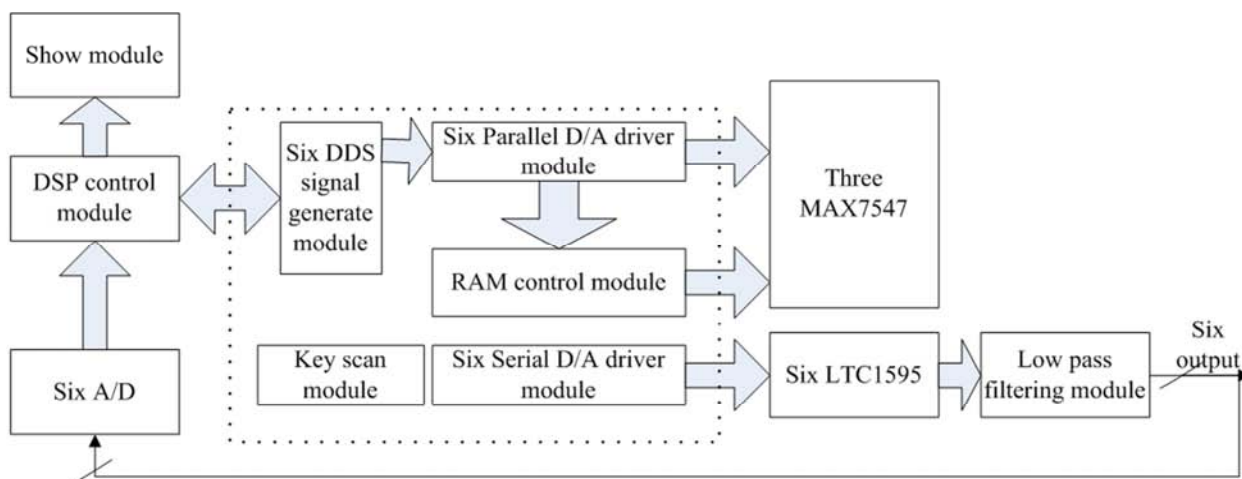 Show module
DSP control
module
Six A/D
Six DDS
signal
generate
module
Six Parallel D/A driver
module
RAM control module
Key scan
module
Six Serial D/A driver
module
Three
MAX7547
Six LTC1595
Low pass
filtering module
Six
output